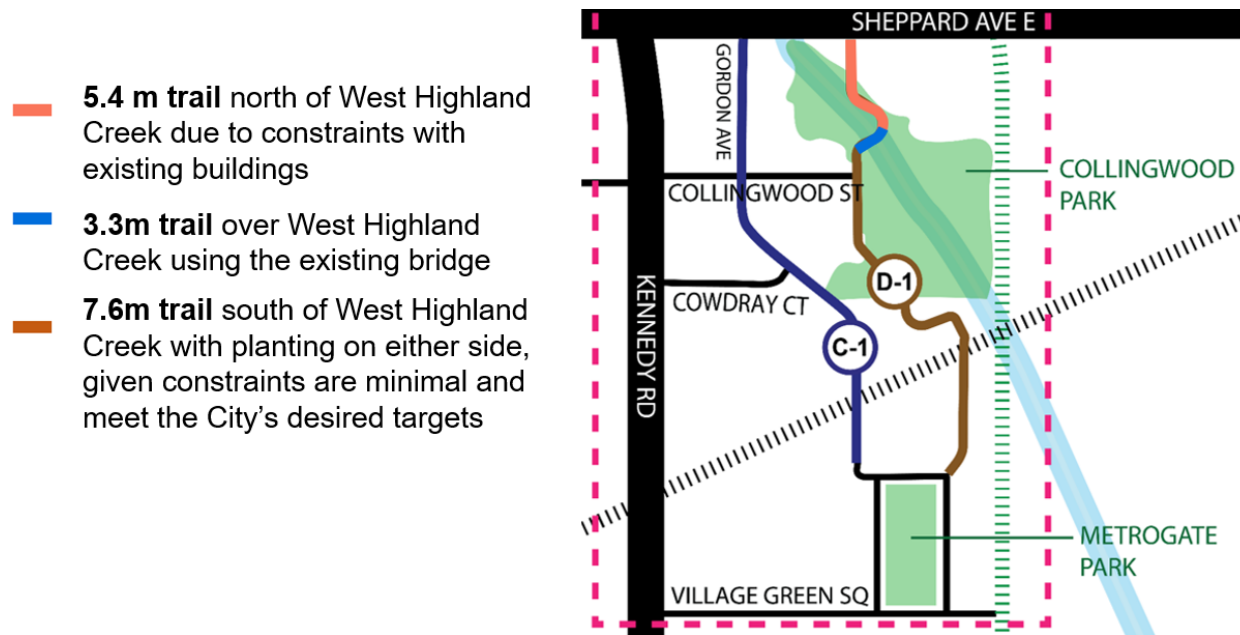 5.4 m trail north of West Highland
Creek due to constraints with
existing buildings
3.3m trail over West Highland
Creek using the existing bridge
7.6m trail south of West Highland
Creek with planting on either side,
given constraints are minimal and
meet the City's desired targets
SHEPPARD AVE E
GORDON AVE
COLLINGWOOD ST
COLLINGWOOD
PARK
KENNEDY RD
D-1
COWDRAY CT
C-1
METROGATE
PARK
VILLAGE GREEN SQ